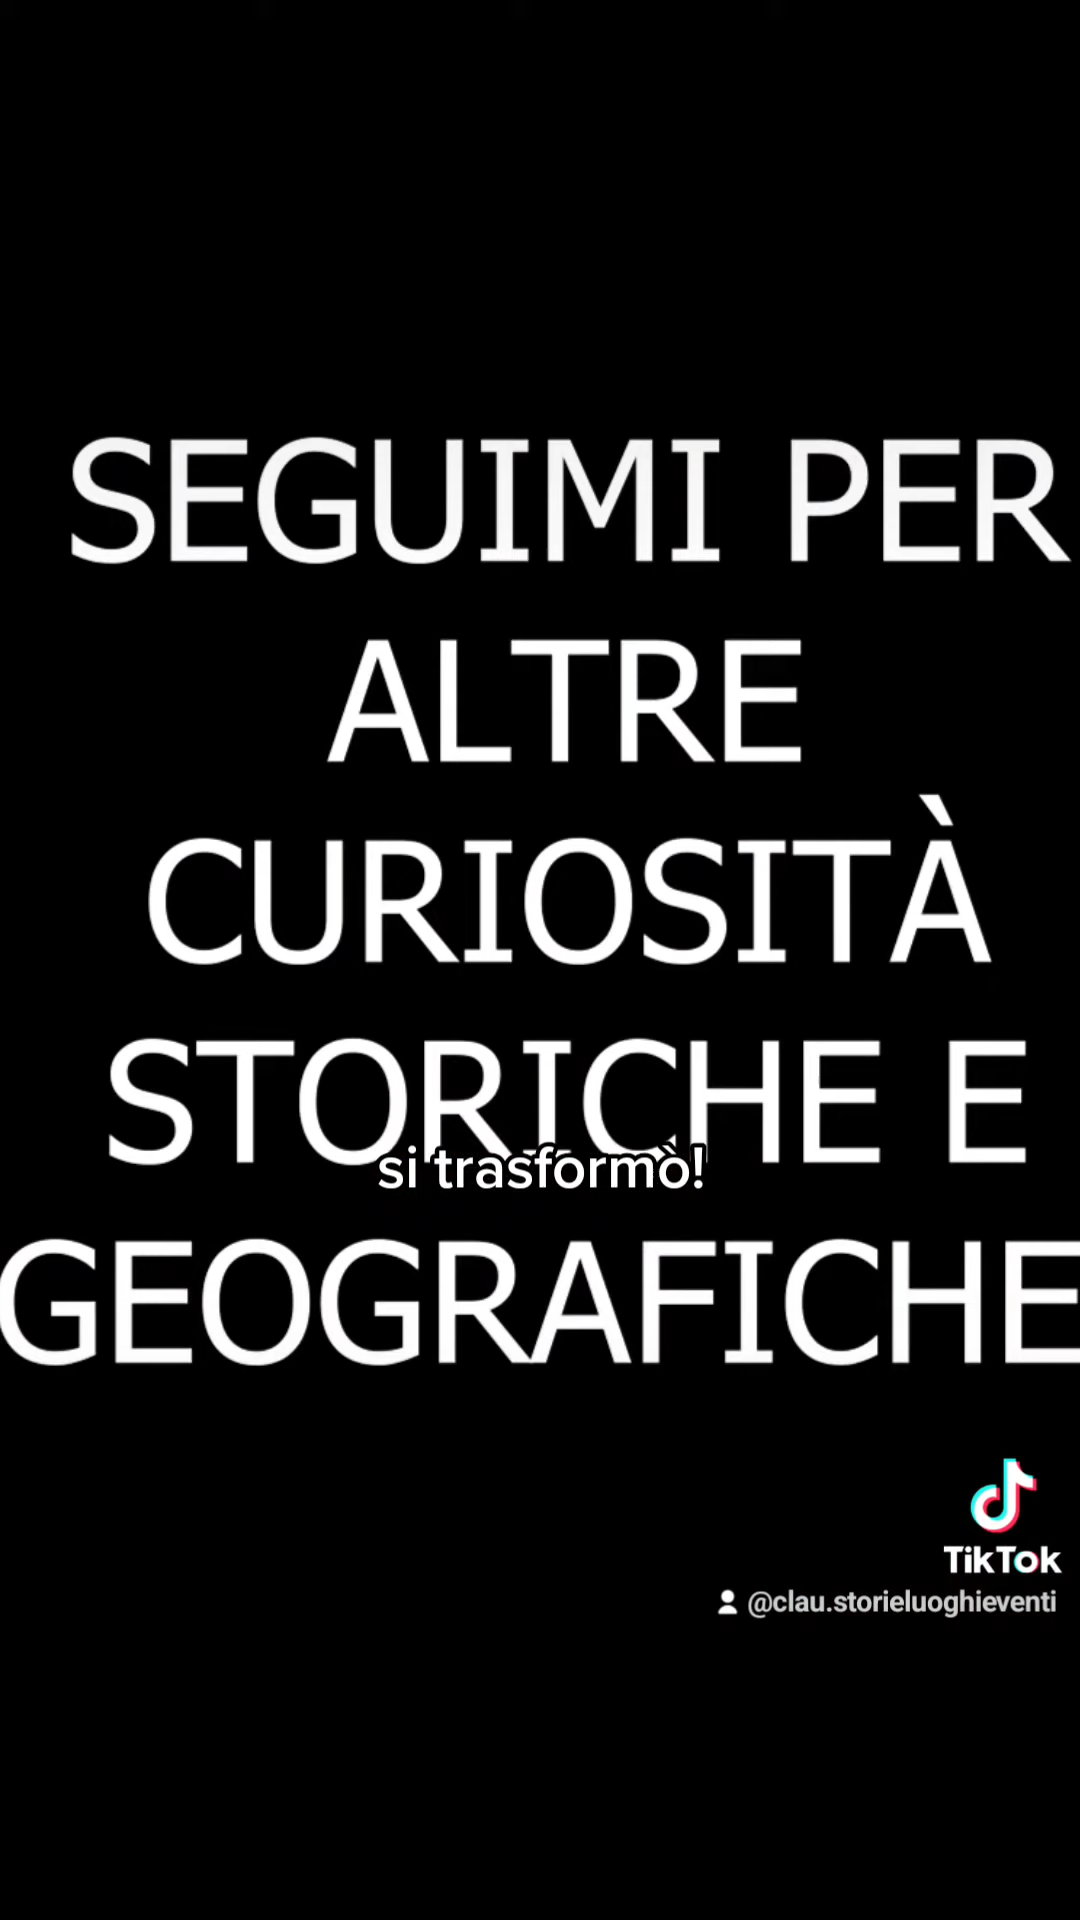 SEGUIMI PER
ALTRE
CURIOSITÀ
STORICHE E
si trasformò!
GEOGRAFICHE
TikTok
@clau.storieluoghieventi